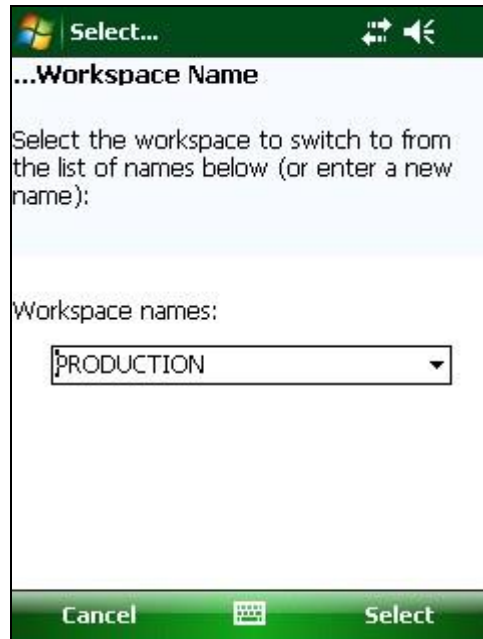 Select...
...Workspace Name
Select the workspace to switch to from
the list of names below (or enter a new
name):
Workspace names:
PRODUCTION
Cancel
Select